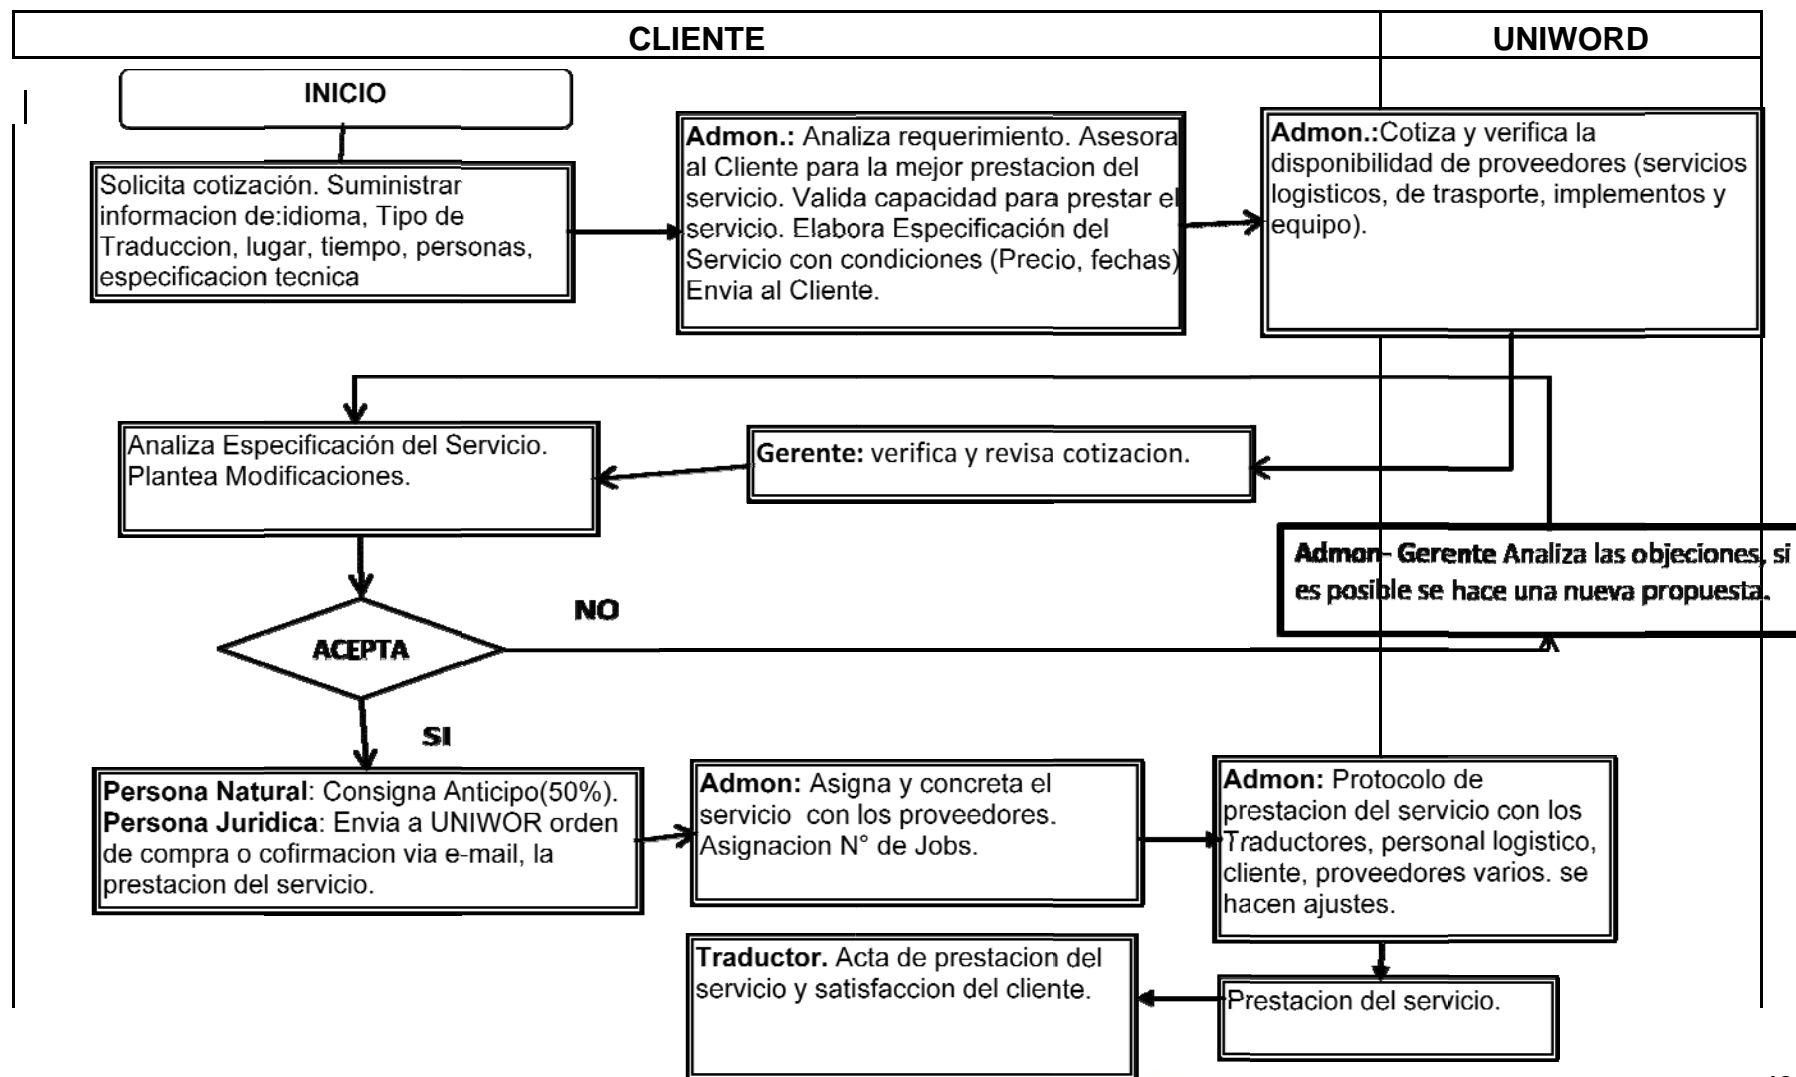 CLIENTE
UNIWORD
INICIO
Solicita cotización. Suministrar
informacion de:idioma, Tipo de
Traduccion, lugar, tiempo, personas,
especificacion tecnica
Admon.: Analiza requerimiento. Asesora
al Cliente para la mejor prestacion del
servicio. Valida capacidad para prestar el
servicio. Elabora Especificación del
Servicio con condiciones (Precio, fechas)
Envia al Cliente.
Admon.:Cotiza y verifica la
disponibilidad de proveedores (servicios
logisticos, de trasporte, implementos y
equipo).
Analiza Especificación del Servicio.
Plantea Modificaciones.
Gerente: verifica y revisa cotizacion.
Admon- Gerente Analiza las objeciones, si
es posible se hace una nueva propuesta.
NO
ACEPTA
SI
Persona Natural: Consigna Anticipo(50%).
Persona Juridica: Envia a UNIWOR orden
de compra o cofirmacion via e-mail, la
prestacion del servicio.
Admon: Asigna y concreta el
servicio con los proveedores.
Asignacion N° de Jobs.
Admon: Protocolo de
prestacion del servicio con los
Traductores, personal logistico,
cliente, proveedores varios. se
hacen ajustes.
Traductor. Acta de prestacion del
servicio y satisfaccion del cliente.
Prestacion del servicio.